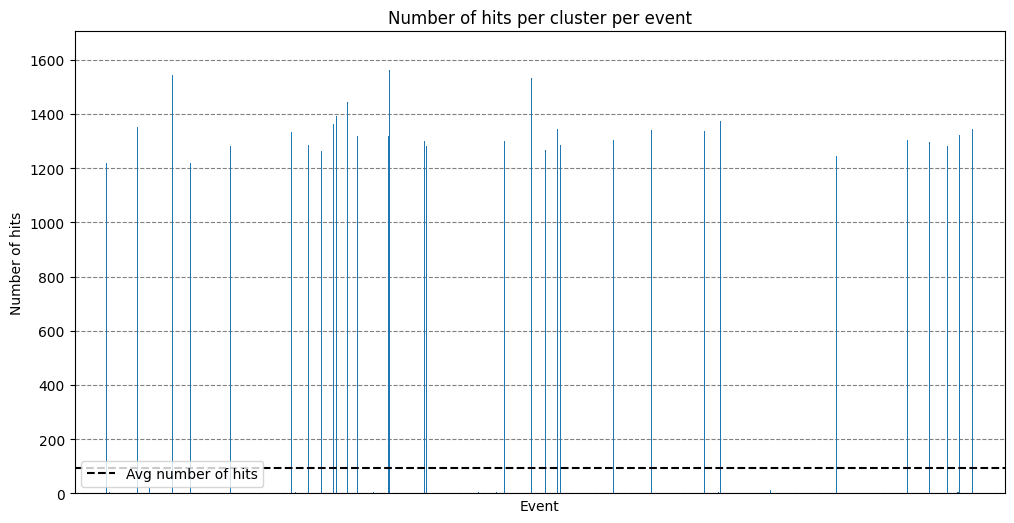 Number of hits per cluster per event
Number of hits
1600
1400
1200
1000
800
600
400
200
0
Avg number of hits
Event